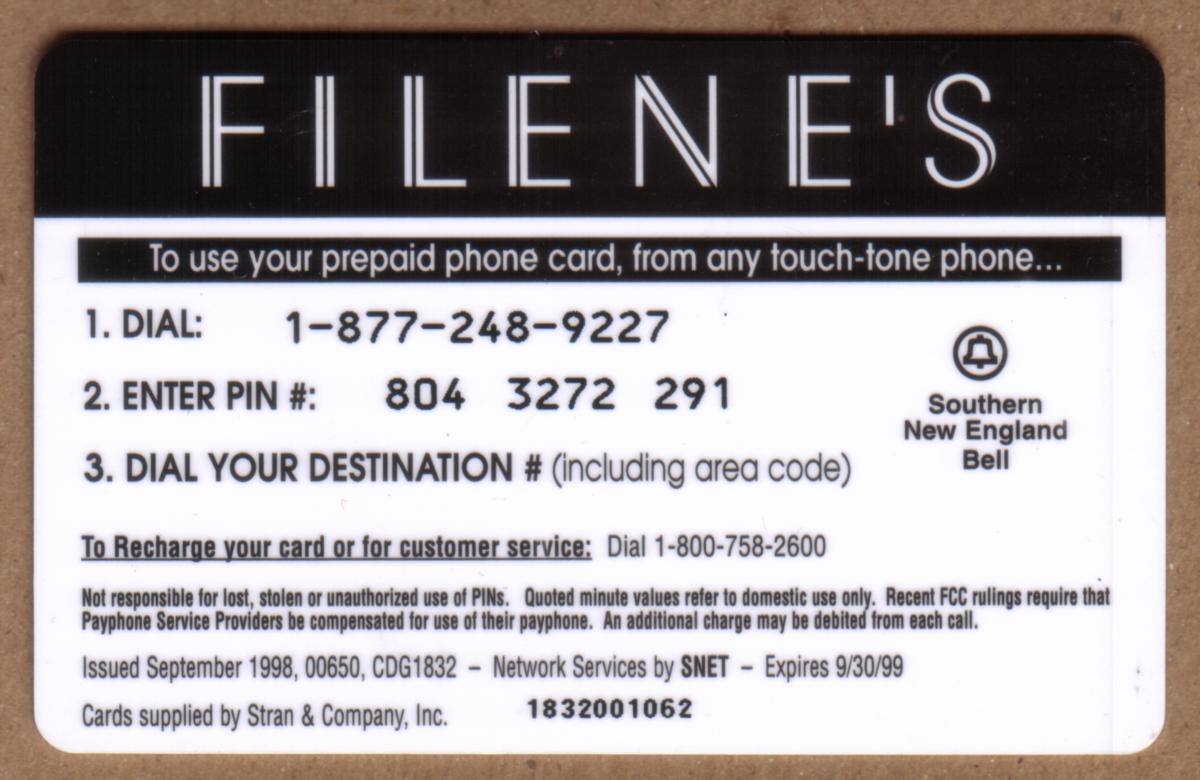 FILENE'S
To use your prepaid phone card, from any touch-tone phone...
1. DIAL: 1-877-248-9227
2. ENTER PIN #: 804 3272 291
3. DIAL YOUR DESTINATION # (including area code)
Southern
New England
Bell
To Recharge your card or for customer service: Dial 1-800-758-2600
Not responsible for lost, stolen or unauthorized use of PINs. Quoted minute values refer to domestic use only. Recent FCC rulings require that
Payphone Service Providers be compensated for use of their payphone. An additional charge may be debited from each call.
Issued September 1998, 00650, CDG1832 – Network Services by SNET – Expires 9/30/99
Cards supplied by Stran & Company, Inc. 1832001062